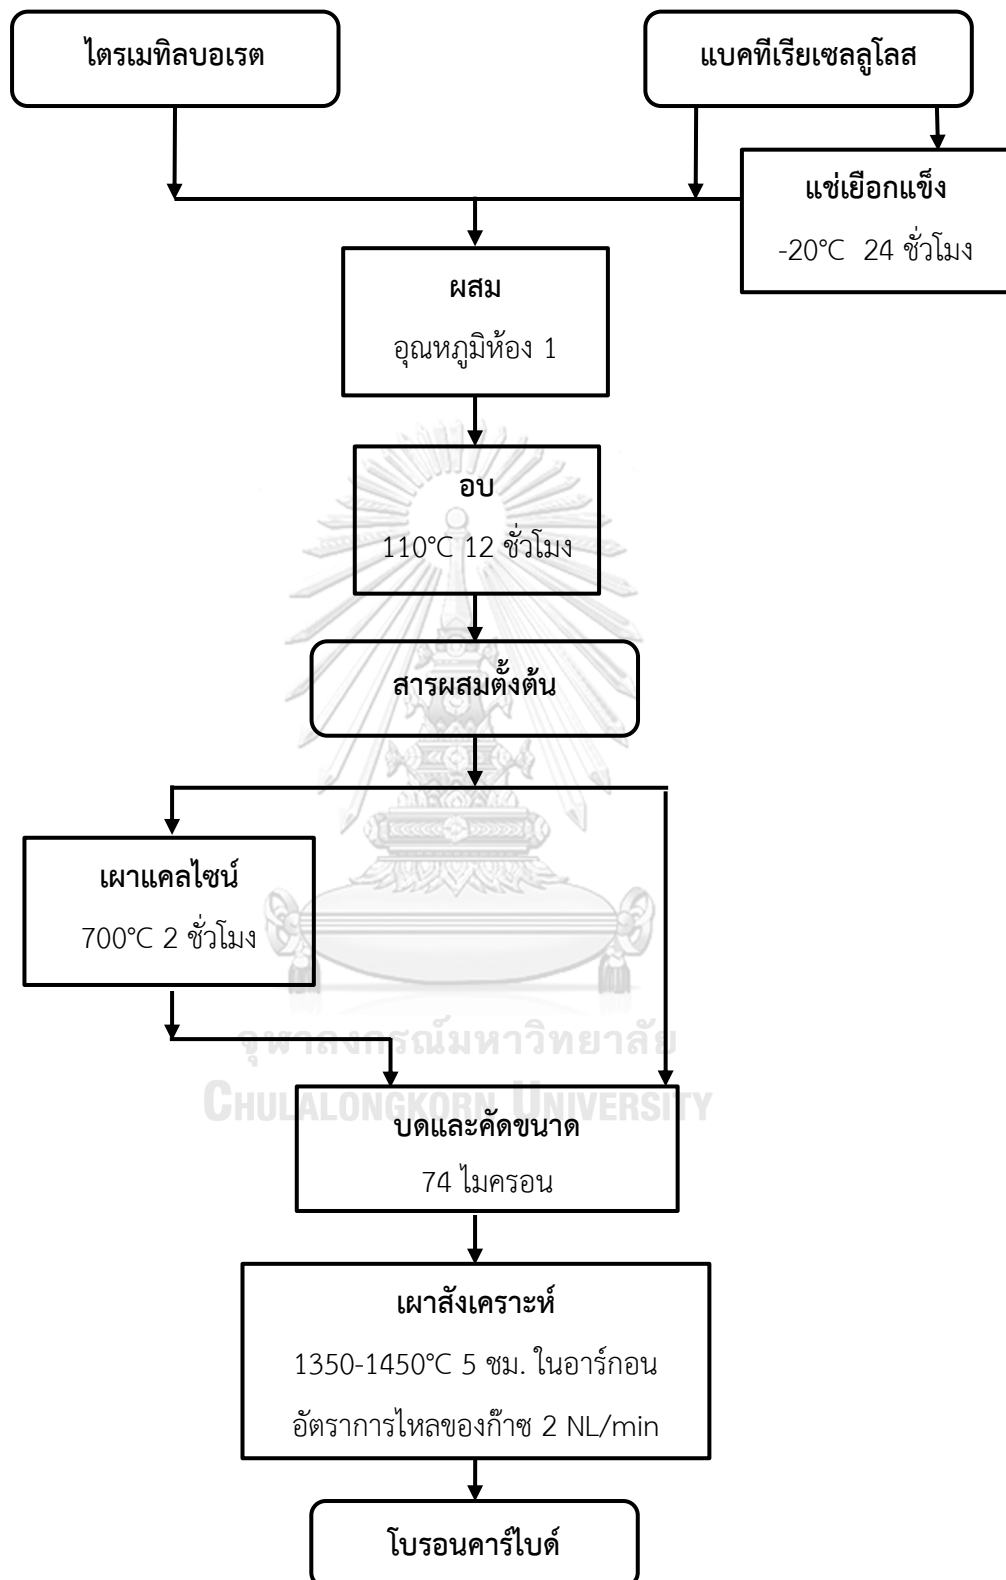 ไตรเมทิลบอเรต
แบคทีเรียเซลลูโลส
แช่เยือกแข็ง
-20°C 24 ชั่วโมง
ผสม
อุณหภูมิห้อง 1
อบ
110°C 12 ชั่วโมง
สารผสมตั้งต้น
เผาแคลไซน์
700°C 2 ชั่วโมง
จุฬาลงกรณ์มหาวิทยาลัย
CHULALONGKORN UNIVERSITY
บดและคัดขนาด
74 ไมครอน
เผาสังเคราะห์
1350-1450°C 5 ชม. ในอาร์กอน
อัตราการไหลของก๊าซ 2 NL/min
โบรอนคาร์ไบด์